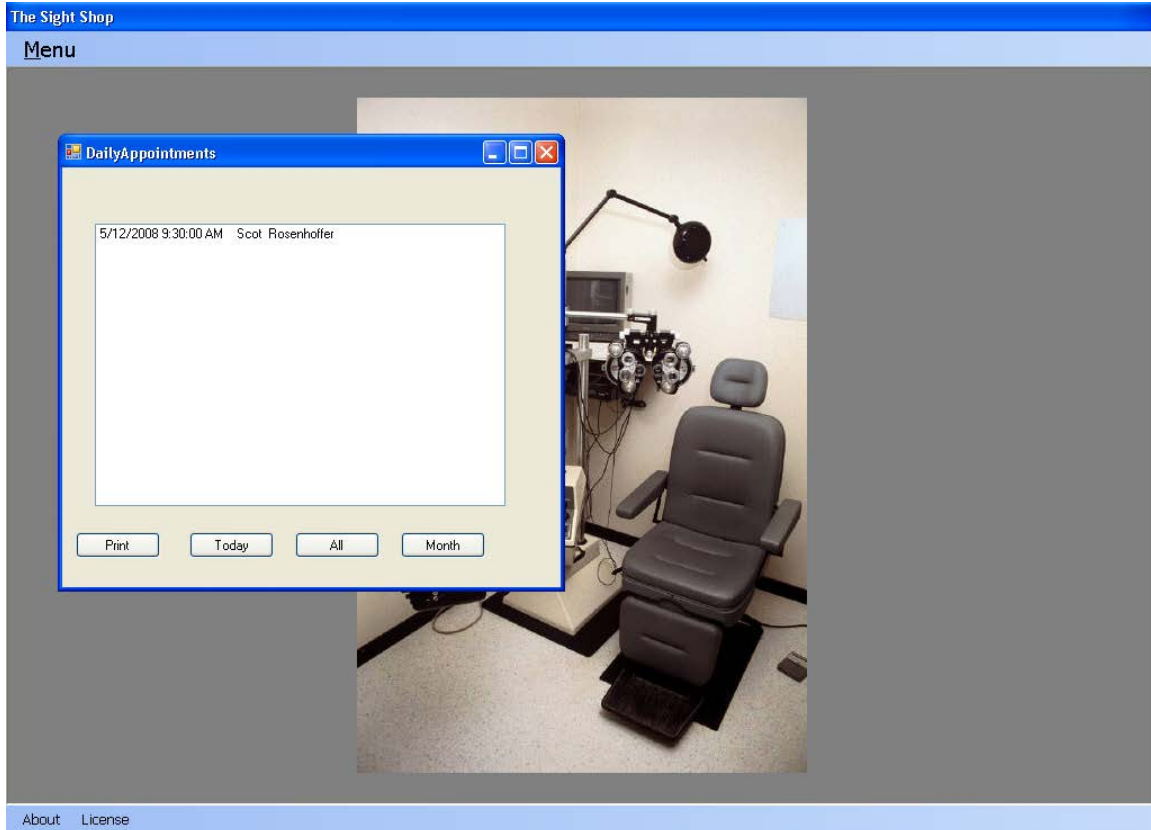 The Sight Shop
Menu
DailyAppointments
5/12/2008 9:30:00 AM Scot Rosenhoffer
Print Today All Month
About License